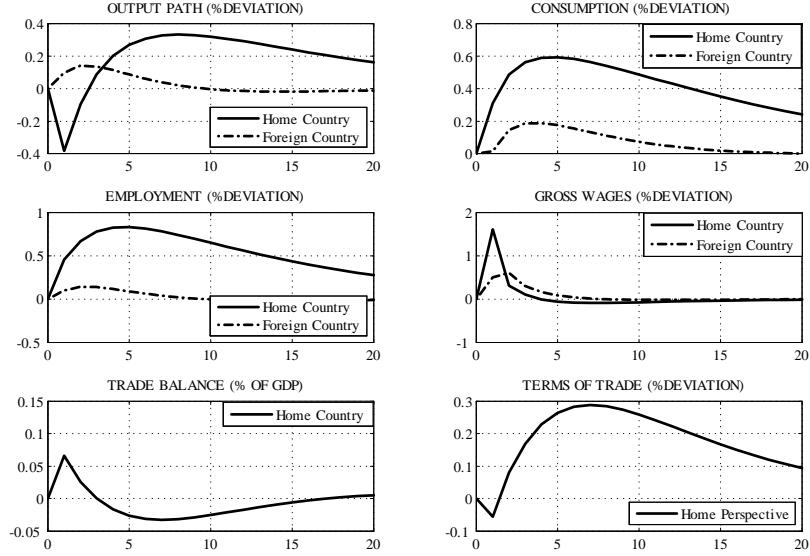 OUTPUT PATH (%DEVIATION)
0.4
0.2
0
-0.2
-0.4
0 5 10 15 20
Home Country
Foreign Country
CONSUMPTION (%DEVIATION)
0.8
0.6
0.4
0.2
0
0 5 10 15 20
Home Country
Foreign Country
EMPLOYMENT (%DEVIATION)
1
0.5
0
-0.5
0 5 10 15 20
Home Country
Foreign Country
GROSS WAGES (%DEVIATION)
2
1
0
-1
0 5 10 15 20
Home Country
Foreign Country
TRADE BALANCE (% OF GDP)
0.15
0.1
0.05
0
-0.05
0 5 10 15 20
Home Country
TERMS OF TRADE (%DEVIATION)
0.3
0.2
0.1
0
-0.1
0 5 10 15 20
Home Perspective